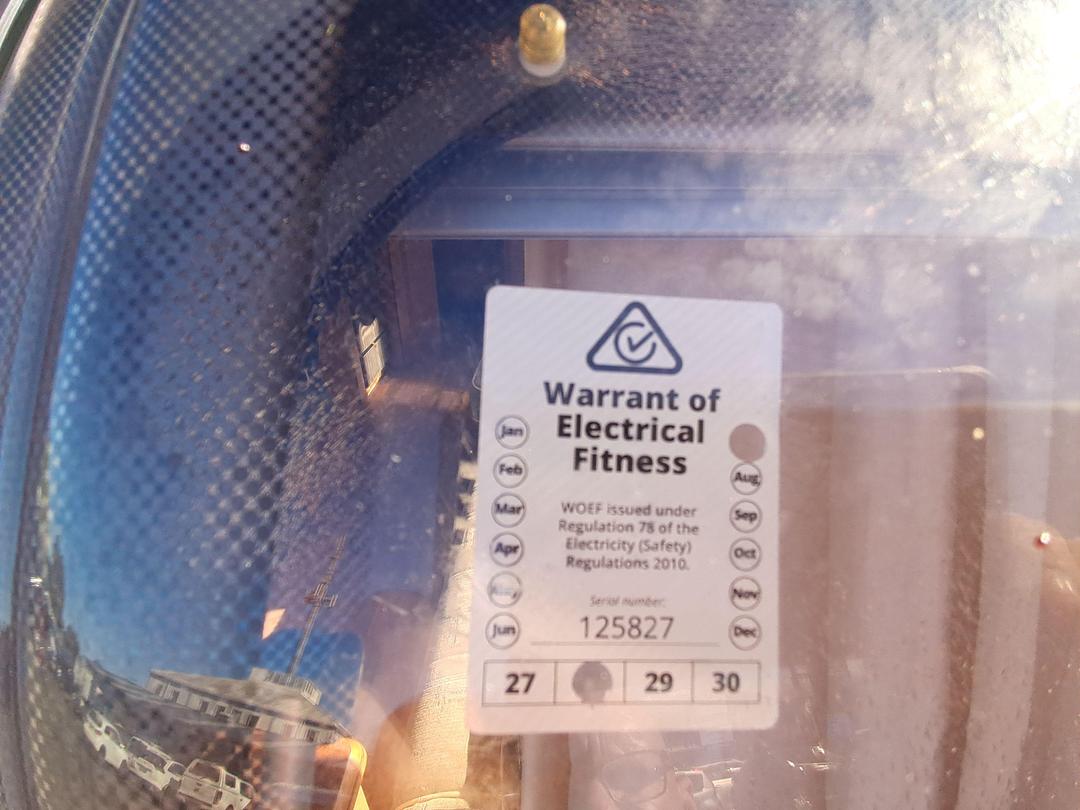 Warrant of
Electrical
Fitness
Jan
Feb
Mar
Apr
Jun
Aug
Sep
Oct
Nov
Dec
WOEF issued under
Regulation 78 of the
Electricity (Safety)
Regulations 2010.
Serial number:
125827
27 29 30